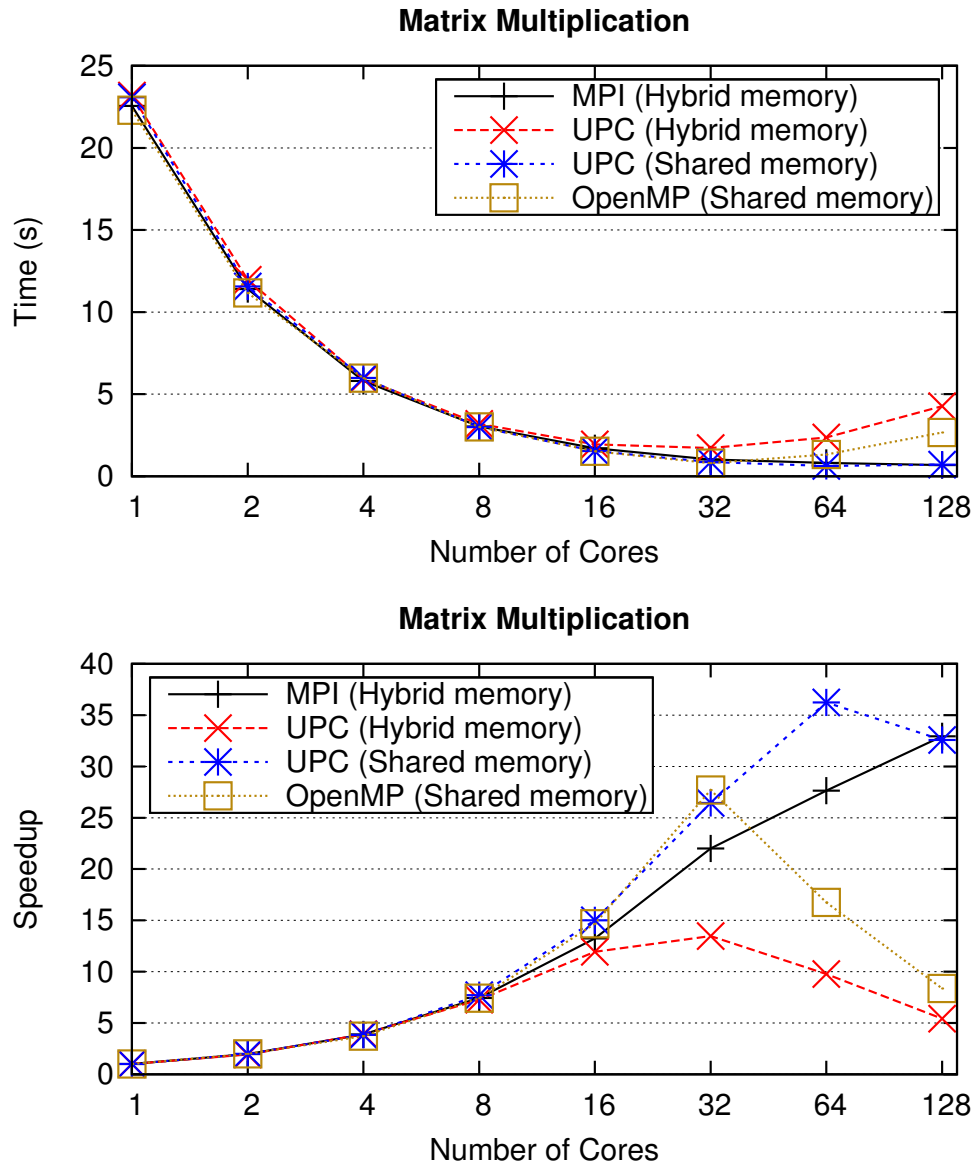 Matrix Multiplication
25
20
15
10
5
0
Time (s)
MPI (Hybrid memory)
UPC (Hybrid memory)
UPC (Shared memory)
OpenMP (Shared memory)
1 2 4 8 16 32 64 128
Number of Cores
Matrix Multiplication
40
35
30
25
20
15
10
5
0
Speedup
MPI (Hybrid memory)
UPC (Hybrid memory)
UPC (Shared memory)
OpenMP (Shared memory)
1 2 4 8 16 32 64 128
Number of Cores